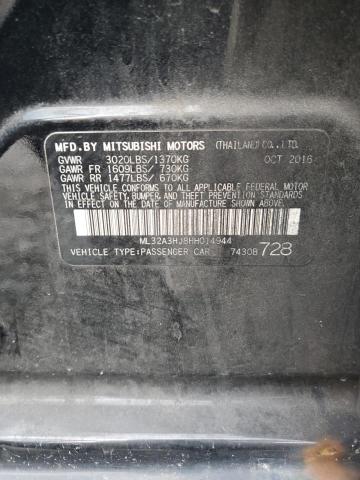 MFD.BY MITSUBISHI MOTORS (THAILAND)CO.,LTD.
GVWR 3020LBS/1370KG OCT 2016
GAWR FR 1609LBS/ 730KG
GAWR RR 1477LBS/ 670KG
THIS VEHICLE CONFORMS TO ALL APPLICABLE FEDERAL MOTOR
VEHICLE SAFETY, BUMPER, AND THEFT PREVENTION STANDARDS
IN EFFECT ON THE DATE OF MANUFACTURE SHOWN ABOVE.
ML32A3HJ8HH014944
VEHICLE TYPE:PASSENGER CAR 7430B 728